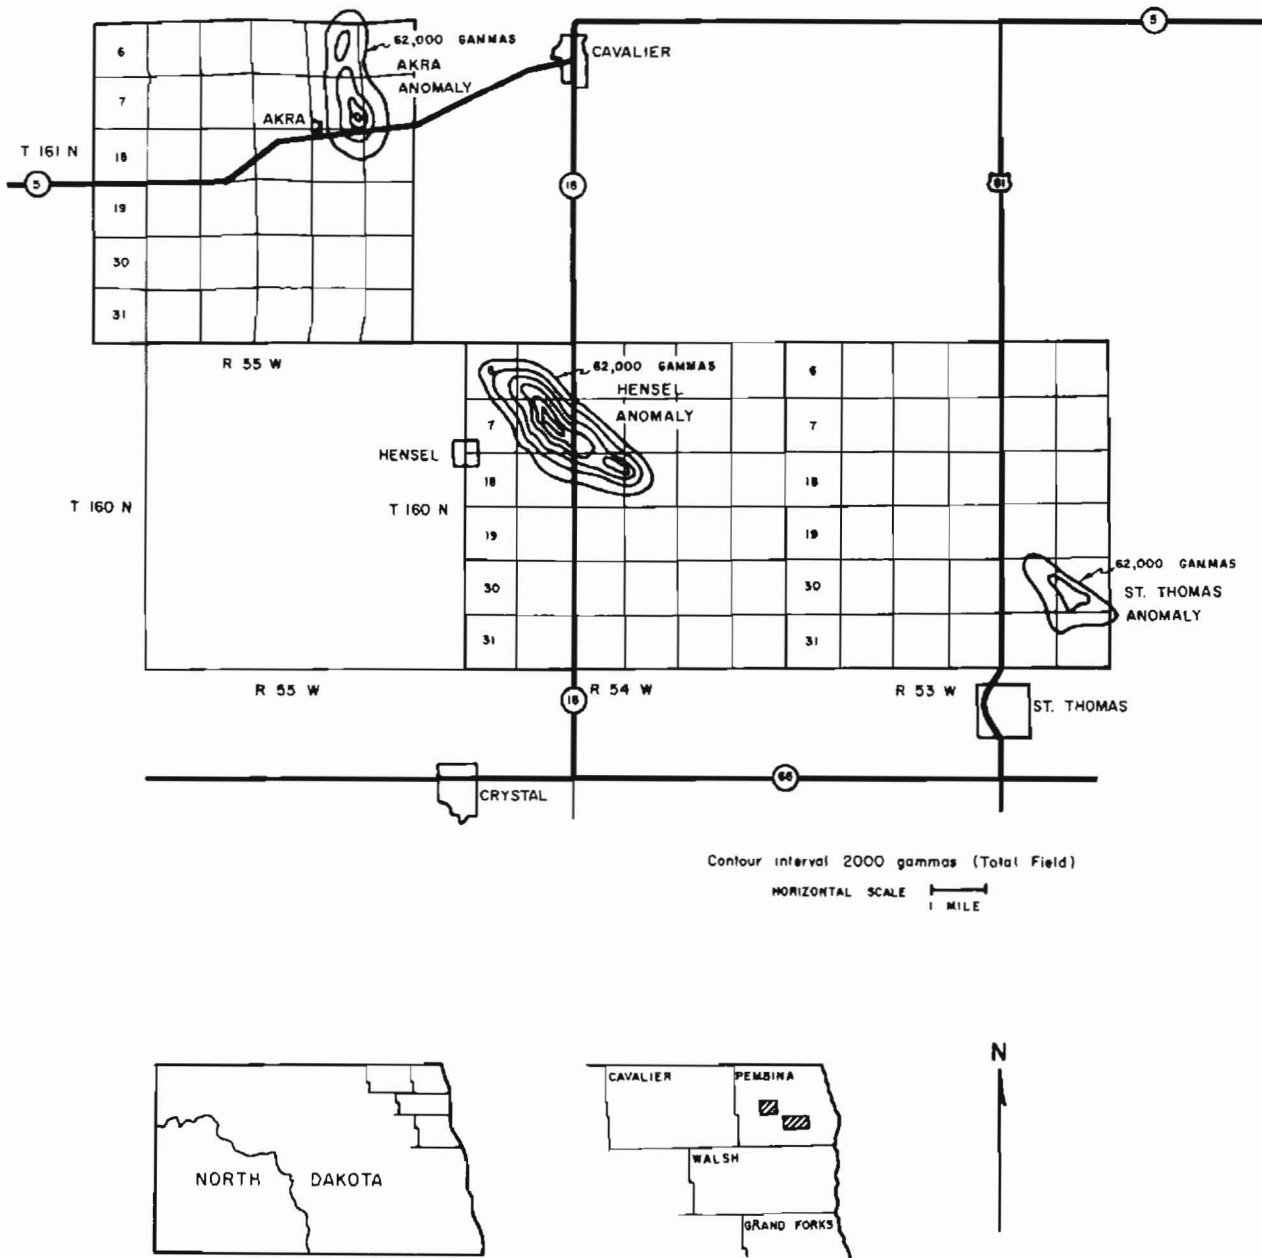 5
62,000 GAMMAS
6
AKRA
ANOMALY
CAVALIER
7
AKRA
T 161 N
18
5
18
81
19
30
31
R 55 W
62,000 GAMMAS
HENSEL
ANOMALY
6
6
7
7
HENSEL
18
18
T 160 N
T 160 N
19
19
30
30
62,000 GAMMAS
ST. THOMAS
ANOMALY
31
31
R 55 W
R 54 W
R 53 W
18
ST. THOMAS
66
CRYSTAL
Contour interval 2000 gammas (Total Field)
HORIZONTAL SCALE
1 MILE
N
CAVALIER
PEMBINA
WALSH
NORTH DAKOTA
GRAND FORKS